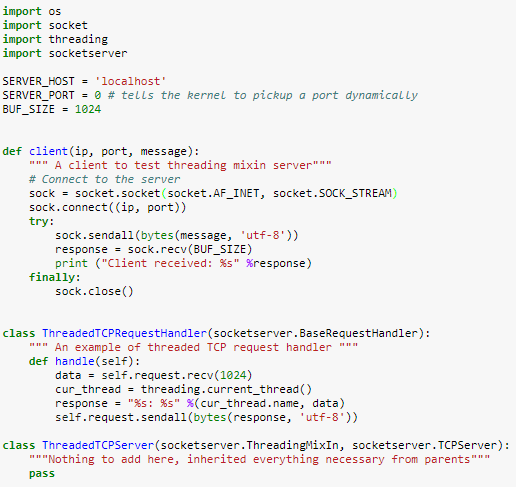 import os
import socket
import threading
import socketserver

SERVER_HOST = 'localhost'
SERVER_PORT = 0 # tells the kernel to pickup a port dynamically
BUF_SIZE = 1024


def client(ip, port, message):
    """ A client to test threading mixin server"""
    # Connect to the server
    sock = socket.socket(socket.AF_INET, socket.SOCK_STREAM)
    sock.connect((ip, port))
    try:
        sock.sendall(bytes(message, 'utf-8'))
        response = sock.recv(BUF_SIZE)
        print ("Client received: %s" %response)
    finally:
        sock.close()


class ThreadedTCPRequestHandler(socketserver.BaseRequestHandler):
    """ An example of threaded TCP request handler """
    def handle(self):
        data = self.request.recv(1024)
        cur_thread = threading.current_thread()
        response = "%s: %s" %(cur_thread.name, data)
        self.request.sendall(bytes(response, 'utf-8'))

class ThreadedTCPServer(socketserver.ThreadingMixIn, socketserver.TCPServer):
    """Nothing to add here, inherited everything necessary from parents"""
    pass